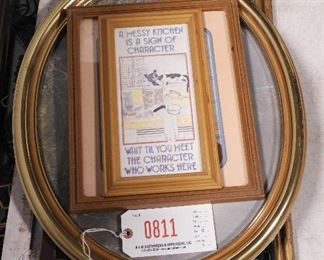 A MESSY KITCHEN
IS A SIGN OF
CHARACTER
WAIT TIL YOU MEET
THE CHARACTER
WHO WORKS HERE
0811